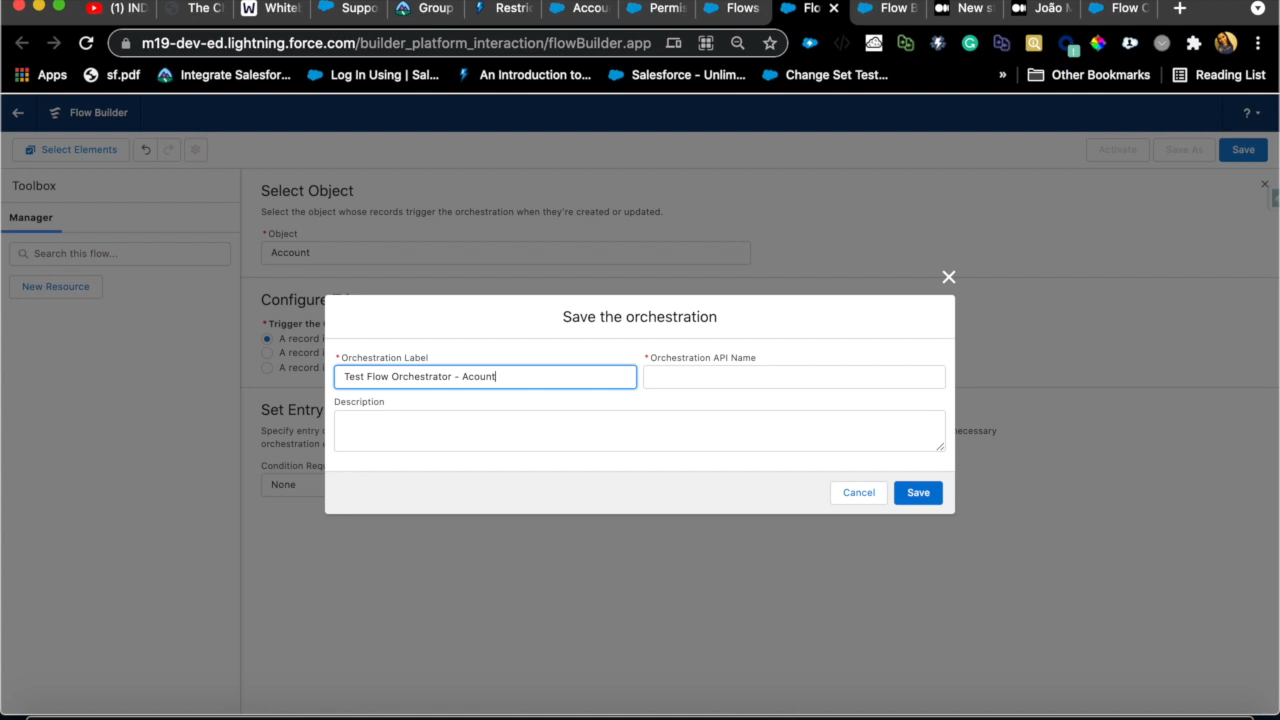 (1) IND
The Cl
Whitel
Suppo
Group
Restric
Accou
Permis
Flows
Flo
Flow B
New s
João M
Flow C
m19-dev-ed.lightning.force.com/builder_platform_interaction/flowBuilder.app
Apps
sf.pdf
Integrate Salesfor...
Log In Using | Sal...
An Introduction to...
Salesforce - Unlim...
Change Set Test...
»
Other Bookmarks
Reading List
Flow Builder
?
Select Elements
Activate
Save As
Save
Toolbox
Manager
Search this flow...
New Resource
Select Object
Select the object whose records trigger the orchestration when they're created or updated.
* Object
Account
Configure
* Trigger the
A record i
A record i
A record i
Set Entry
Specify entry
necessary
orchestration
Condition Requ
None
Save the orchestration
* Orchestration Label
* Orchestration API Name
Test Flow Orchestrator - Acount
Description
Cancel
Save